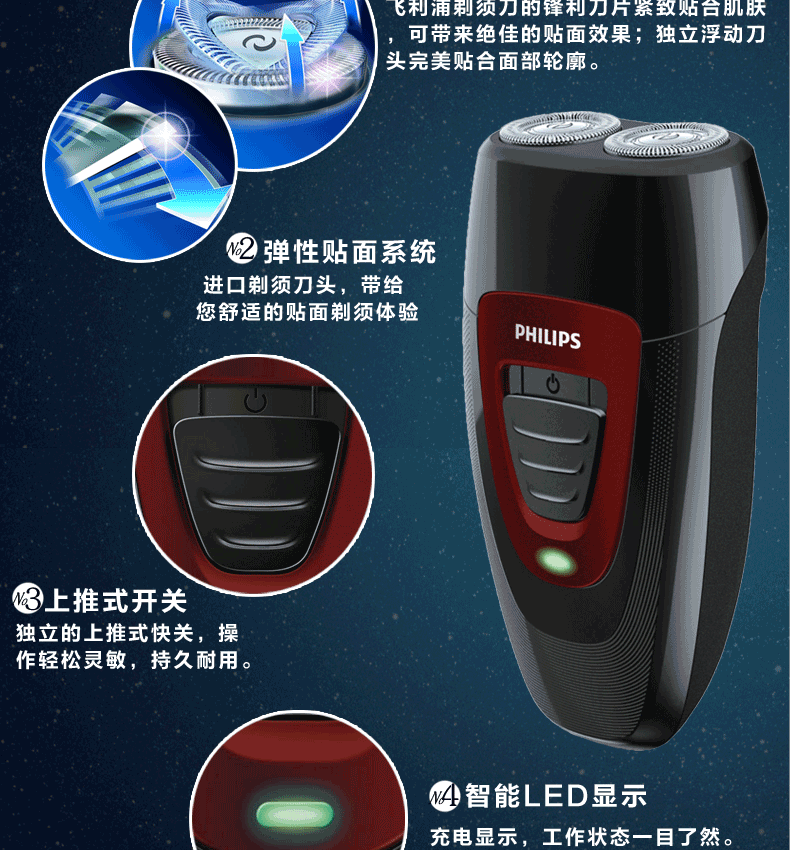 飞利浦剃须刀的锋利刀片紧致贴合肌肤
，可带来绝佳的贴面效果；独立浮动刀
头完美贴合面部轮廓。
№2 弹性贴面系统
进口剃须刀头，带给
您舒适的贴面剃须体验
PHILIPS
№3 上推式开关
独立的上推式快关，操
作轻松灵敏，持久耐用。
№4 智能LED显示
充电显示，工作状态一目了然。